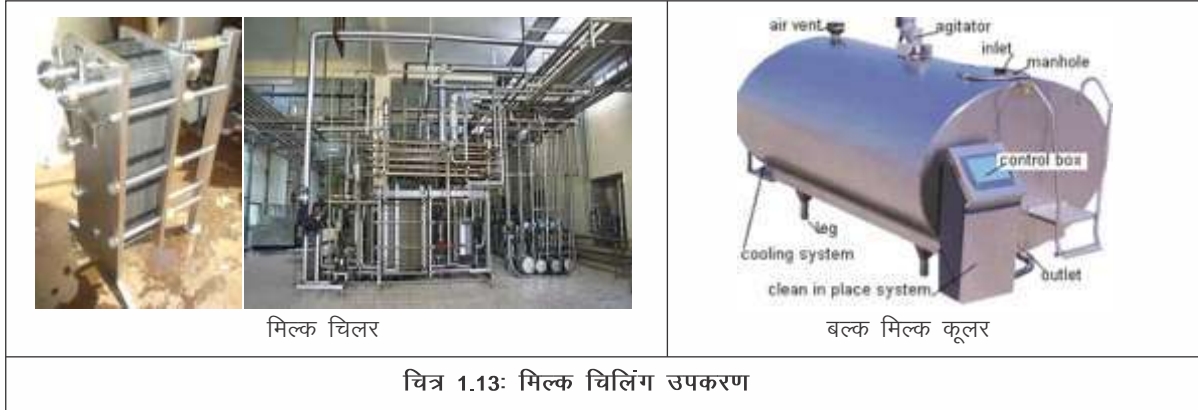 air vent
agitator
inlet
manhole
control box
leg
cooling system
outlet
clean in place system
मिल्क चिलर
बल्क मिल्क कूलर
चित्र 1.13: मिल्क चिलिंग उपकरण